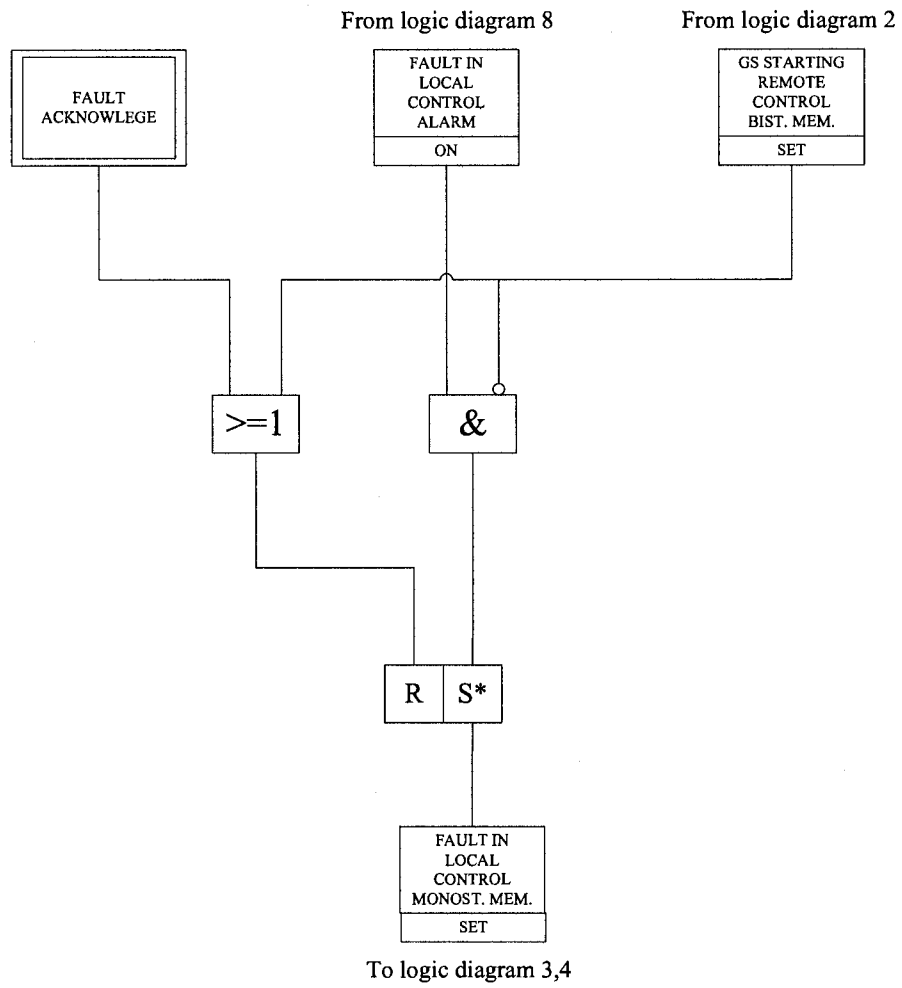 From logic diagram 8
From logic diagram 2
FAULT
ACKNOWLEGE
FAULT IN
LOCAL
CONTROL
ALARM
ON
GS STARTING
REMOTE
CONTROL
BIST. MEM.
SET
>=1
&
R
S*
FAULT IN
LOCAL
CONTROL
MONOST. MEM.
SET
To logic diagram 3,4